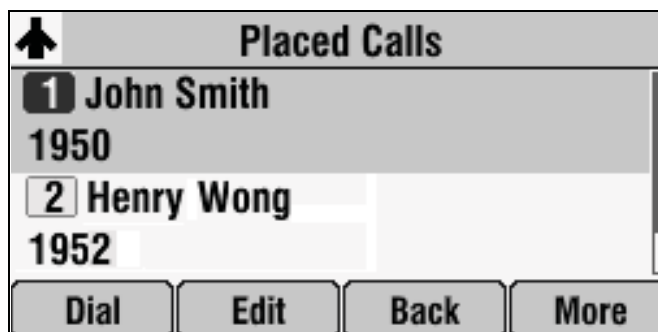 Placed Calls
1 John Smith
1950
2 Henry Wong
1952
Dial Edit Back More